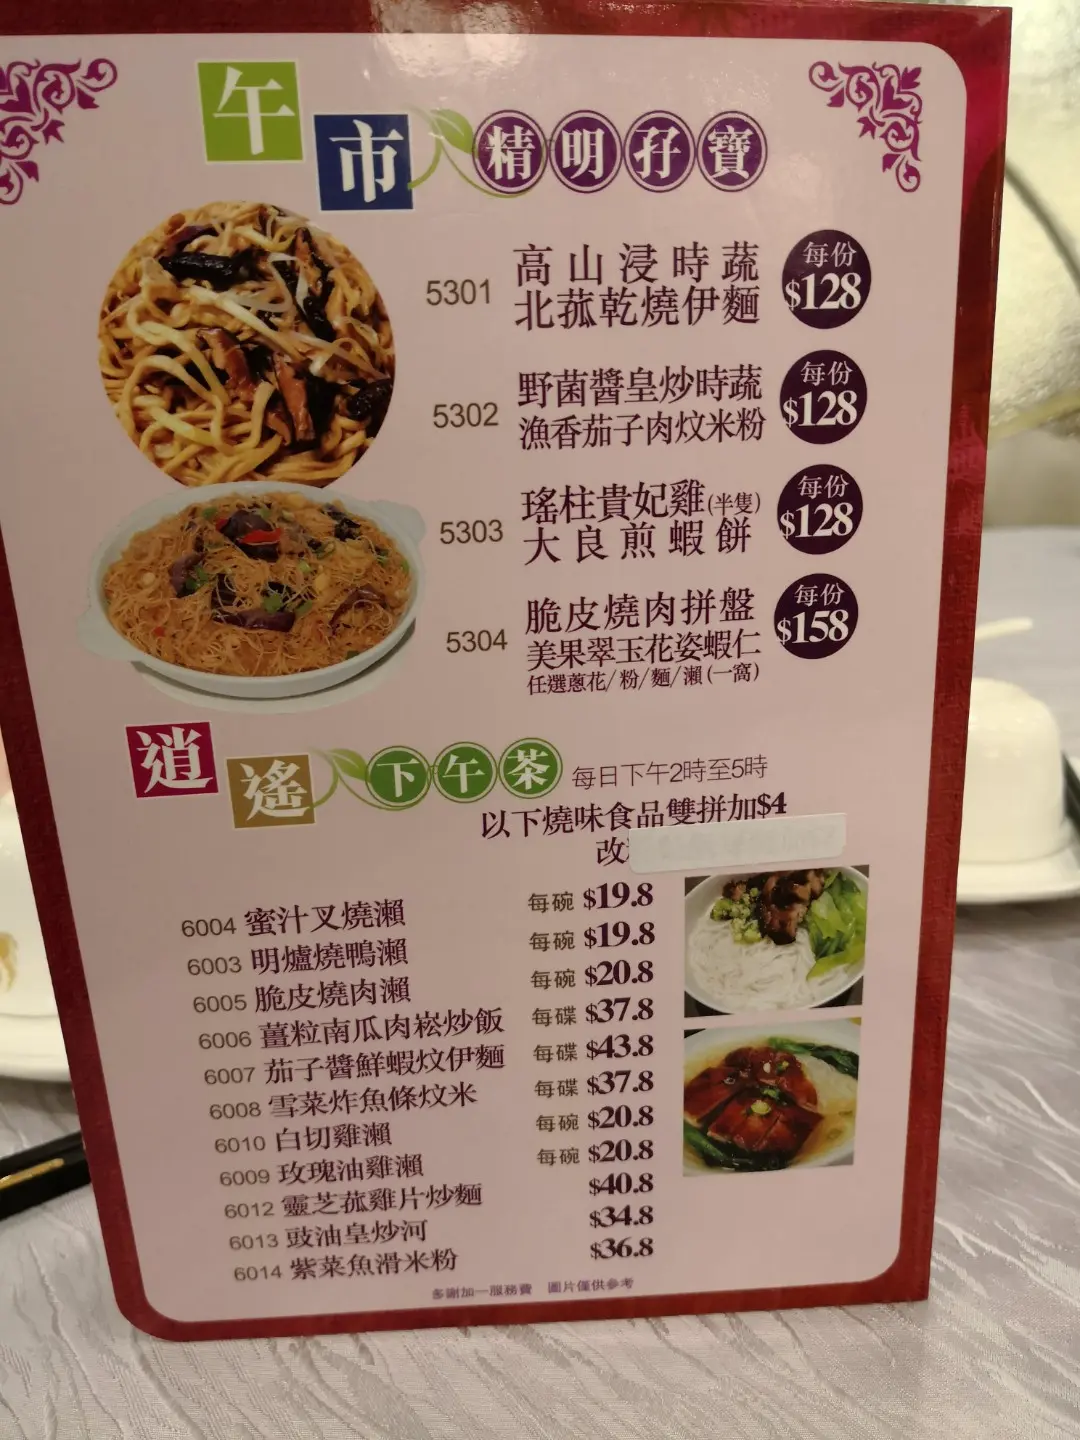 午市 精明孖寶
5301 高山浸時蔬 每份
北菰乾燒伊麵 $128
5302 野菌醬皇炒時蔬 每份
漁香茄子肉炆米粉 $128
5303 瑤柱貴妃雞(半隻) 每份
大良煎蝦餅 $128
5304 脆皮燒肉拼盤 每份
美果翠玉花姿蝦仁 $158
任選蔥花/粉/麵/瀨(一窩)
逍遙 下午茶 每日下午2時至5時
以下燒味食品雙拼加$4
改
6004 蜜汁叉燒瀨 每碗 $19.8
6003 明爐燒鴨瀨 每碗 $19.8
6005 脆皮燒肉瀨 每碗 $20.8
6006 薑粒南瓜肉崧炒飯 每碟 $37.8
6007 茄子醬鮮蝦炆伊麵 每碟 $43.8
6008 雪菜炸魚條炆米 每碟 $37.8
6010 白切雞瀨 每碗 $20.8
6009 玫瑰油雞瀨 每碗 $20.8
6012 靈芝菰雞片炒麵 $40.8
6013 豉油皇炒河 $34.8
6014 紫菜魚滑米粉 $36.8
多謝加一服務費 圖片僅供參考